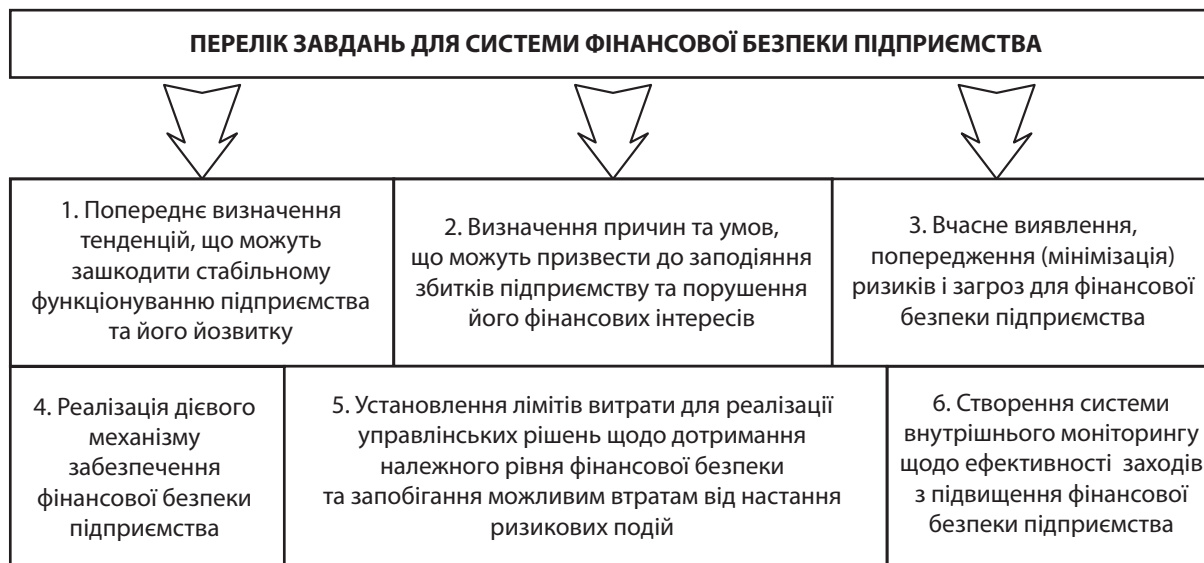 ПЕРЕЛІК ЗАВДАНЬ ДЛЯ СИСТЕМИ ФІНАНСОВОЇ БЕЗПЕКИ ПІДПРИЄМСТВА
1. Попереднє визначення
тенденцій, що можуть
зашкодити стабільному
функціонуванню підприємства
та його йозвитку
2. Визначення причин та умов,
що можуть призвести до заподіяння
збитків підприємству та порушення
його фінансових інтересів
3. Вчасне виявлення,
попередження (мінімізація)
ризиків і загроз для фінансової
безпеки підприємства
4. Реалізація дієвого
механізму
забезпечення
фінансової безпеки
підприємства
5. Установлення лімітів витрати для реалізації
управлінських рішень щодо дотримання
належного рівня фінансової безпеки
та запобігання можливим втратам від настання
ризикових подій
6. Створення системи
внутрішнього моніторингу
щодо ефективності заходів
з підвищення фінансової
безпеки підприємства